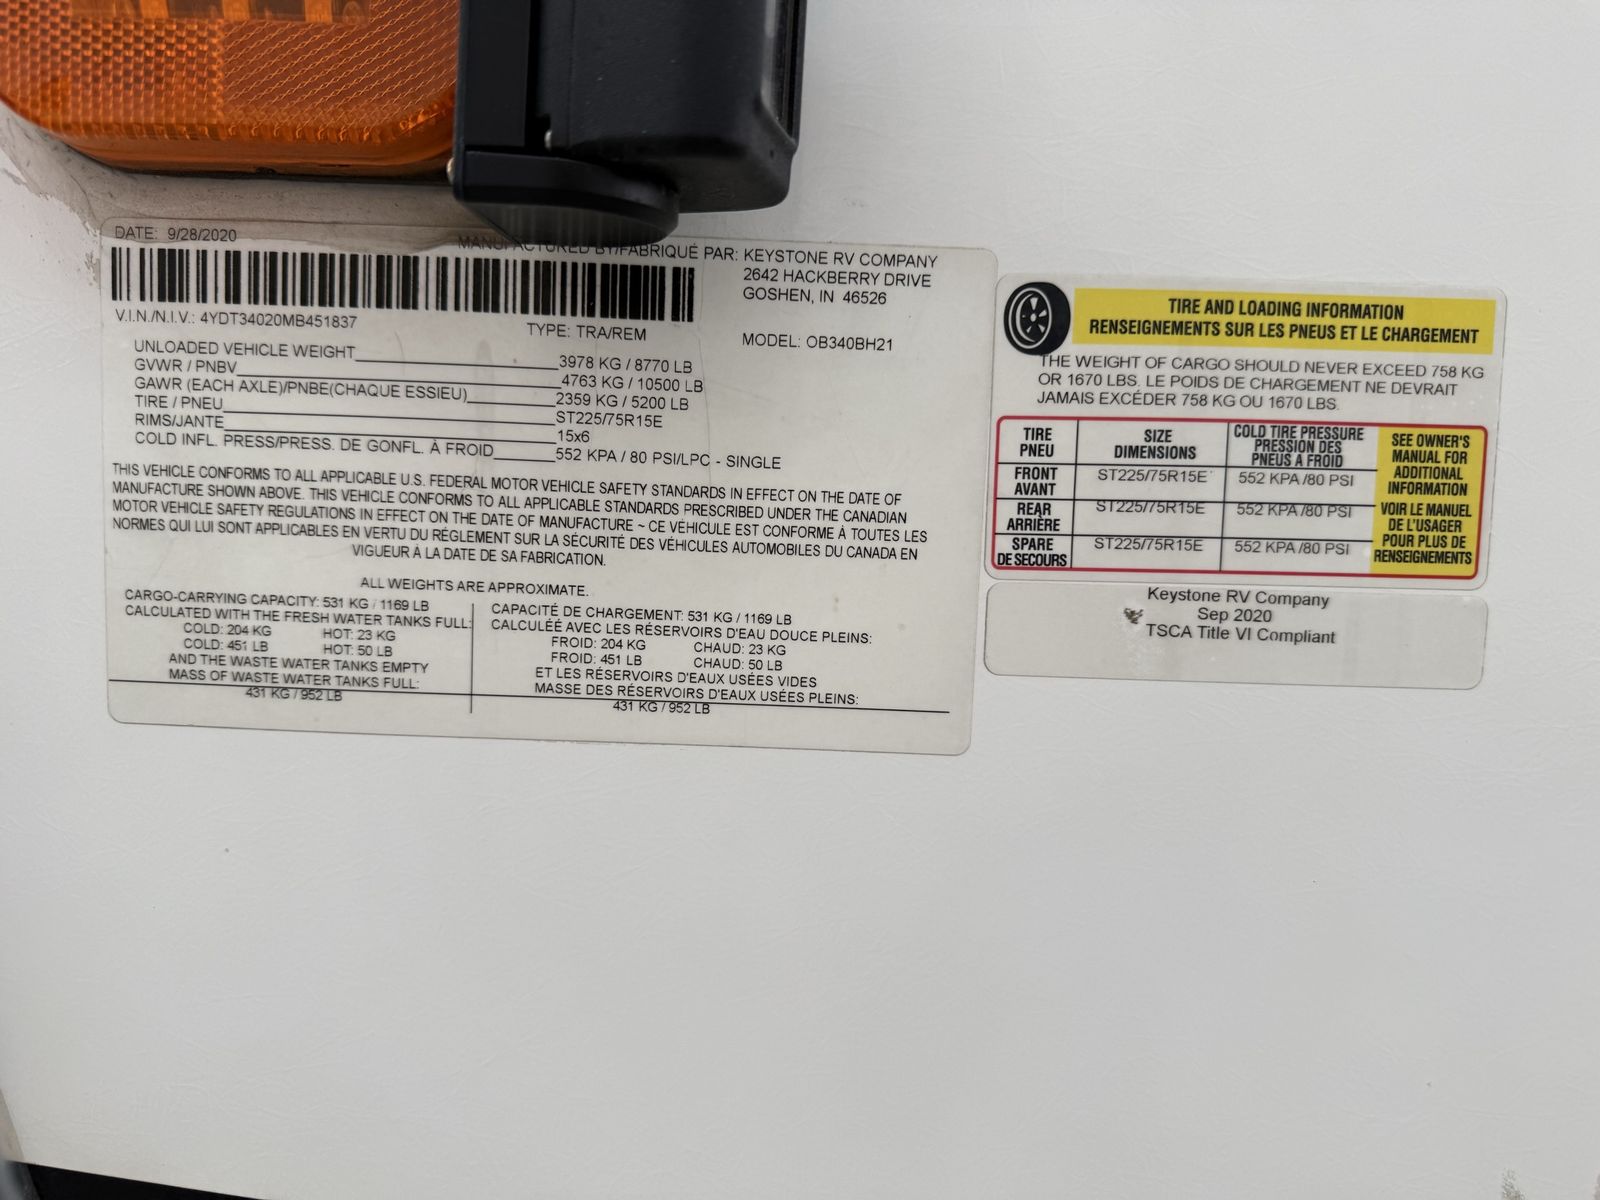 DATE: 9/28/2020
MANUFACTURED BY/FABRIQUÉ PAR: KEYSTONE RV COMPANY
2642 HACKBERRY DRIVE
GOSHEN, IN 46526
V.I.N./N.I.V.: 4YDT34020MB451837
TYPE: TRA/REM
MODEL: OB340BH21
UNLOADED VEHICLE WEIGHT 3978 KG / 8770 LB
GVWR / PNBV 4763 KG / 10500 LB
GAWR (EACH AXLE)/PNBE(CHAQUE ESSIEU) 2359 KG / 5200 LB
TIRE / PNEU ST225/75R15E
RIMS/JANTE 15x6
COLD INFL. PRESS/PRESS. DE GONFL. À FROID 552 KPA / 80 PSI/LPC - SINGLE
THIS VEHICLE CONFORMS TO ALL APPLICABLE U.S. FEDERAL MOTOR VEHICLE SAFETY STANDARDS IN EFFECT ON THE DATE OF
MANUFACTURE SHOWN ABOVE. THIS VEHICLE CONFORMS TO ALL APPLICABLE STANDARDS PRESCRIBED UNDER THE CANADIAN
MOTOR VEHICLE SAFETY REGULATIONS IN EFFECT ON THE DATE OF MANUFACTURE ~ CE VÉHICULE EST CONFORME À TOUTES LES
NORMES QUI LUI SONT APPLICABLES EN VERTU DU RÉGLEMENT SUR LA SÉCURITÉ DES VÉHICULES AUTOMOBILES DU CANADA EN
VIGUEUR À LA DATE DE SA FABRICATION.
ALL WEIGHTS ARE APPROXIMATE.
CARGO-CARRYING CAPACITY: 531 KG / 1169 LB
CALCULATED WITH THE FRESH WATER TANKS FULL:
COLD: 204 KG HOT: 23 KG
COLD: 451 LB HOT: 50 LB
AND THE WASTE WATER TANKS EMPTY
MASS OF WASTE WATER TANKS FULL:
431 KG / 952 LB
CAPACITÉ DE CHARGEMENT: 531 KG / 1169 LB
CALCULÉE AVEC LES RÉSERVOIRS D'EAU DOUCE PLEINS:
FROID: 204 KG CHAUD: 23 KG
FROID: 451 LB CHAUD: 50 LB
ET LES RÉSERVOIRS D'EAUX USÉES VIDES
MASSE DES RÉSERVOIRS D'EAUX USÉES PLEINS:
431 KG / 952 LB
TIRE AND LOADING INFORMATION
RENSEIGNEMENTS SUR LES PNEUS ET LE CHARGEMENT
THE WEIGHT OF CARGO SHOULD NEVER EXCEED 758 KG
OR 1670 LBS. LE POIDS DE CHARGEMENT NE DEVRAIT
JAMAIS EXCÉDER 758 KG OU 1670 LBS.
TIRE
PNEU
SIZE
DIMENSIONS
COLD TIRE PRESSURE
PRESSION DES
PNEUS A FROID
FRONT
AVANT
ST225/75R15E
552 KPA /80 PSI
REAR
ARRIÈRE
ST225/75R15E
552 KPA /80 PSI
SPARE
DE SECOURS
ST225/75R15E
552 KPA /80 PSI
SEE OWNER'S
MANUAL FOR
ADDITIONAL
INFORMATION
VOIR LE MANUEL
DE L'USAGER
POUR PLUS DE
RENSEIGNEMENTS
Keystone RV Company
Sep 2020
TSCA Title VI Compliant